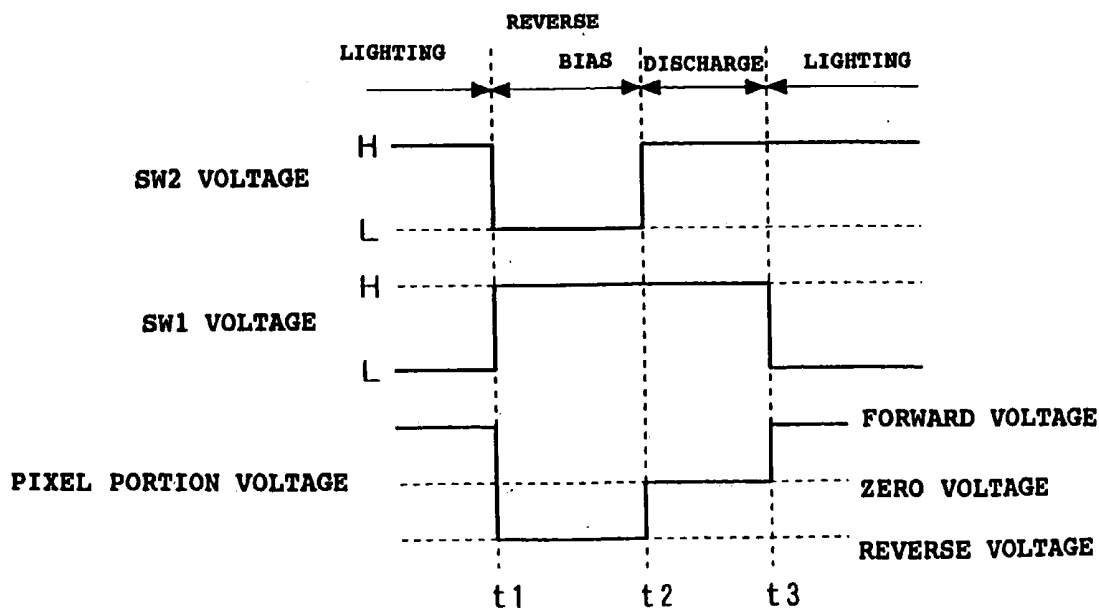 REVERSE
LIGHTING BIAS DISCHARGE LIGHTING
H
SW2 VOLTAGE
L
H
SW1 VOLTAGE
L
FORWARD VOLTAGE
PIXEL PORTION VOLTAGE
ZERO VOLTAGE
REVERSE VOLTAGE
t1 t2 t3